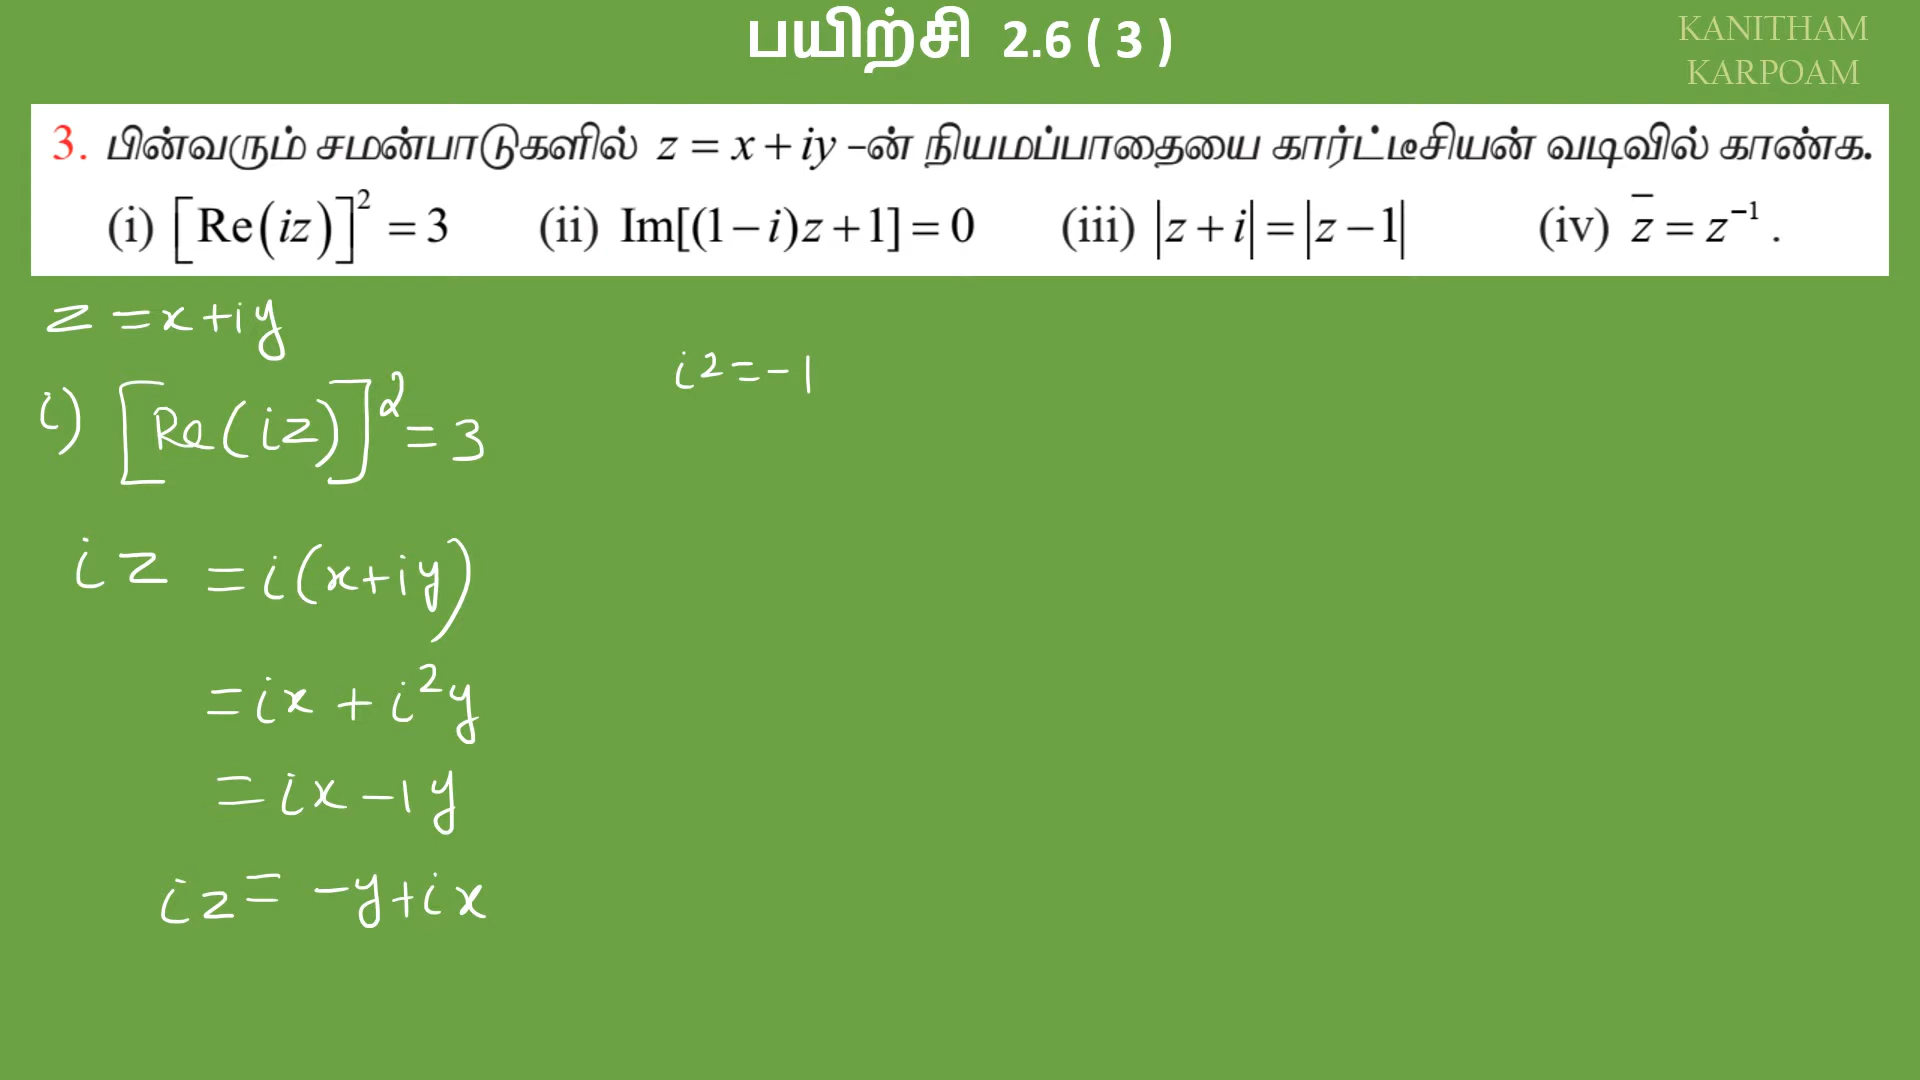 பயிற்சி 2.6 ( 3 )
KANITHAM
KARPOAM
3. பின்வரும் சமன்பாடுகளில் z = x + iy -ன் நியமப்பாதையை கார்ட்டீசியன் வடிவில் காண்க.
(i) [Re(iz)]² = 3 (ii) Im[(1 − i)z + 1] = 0 (iii) |z + i| = |z − 1| (iv) z̅ = z⁻¹ .
z = x+iy
i² = -1
i) [Re(iz)]² = 3
iz = i(x+iy)
= ix + i²y
= ix - 1y
iz = -y+ix